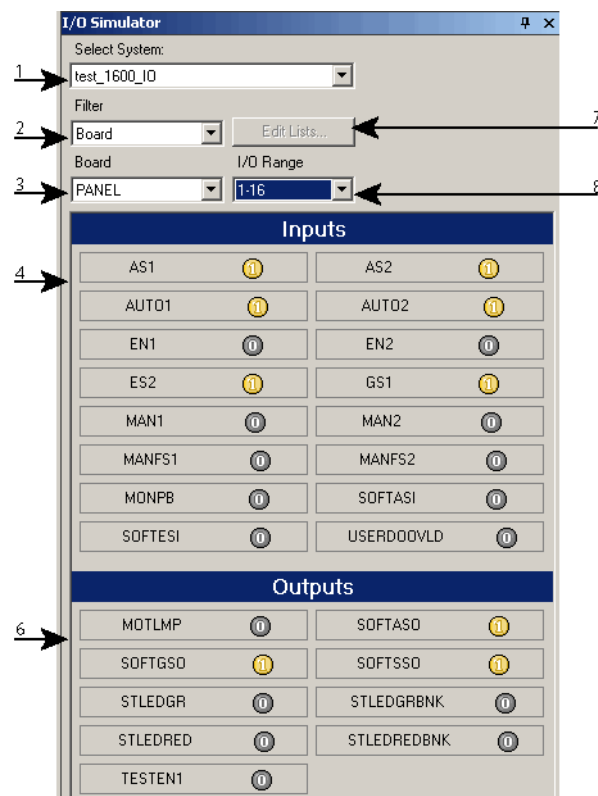 I/O Simulator
Select System:
1
test_1600_IO
Filter
2
Board
Edit Lists...
7
Board
I/O Range
3
PANEL
1-16
8
Inputs
4
AS1 1 AS2 1
AUTO1 1 AUTO2 1
EN1 0 EN2 0
ES2 1 GS1 1
MAN1 0 MAN2 0
MANFS1 0 MANFS2 0
MONPB 0 SOFTASI 0
SOFTESI 0 USERDOOVLD 0
Outputs
6
MOTLMP 0 SOFTASO 1
SOFTGSO 1 SOFTSSO 1
STLEDGR 0 STLEDGRBNK 0
STLEDRED 0 STLEDREDBNK 0
TESTEN1 0